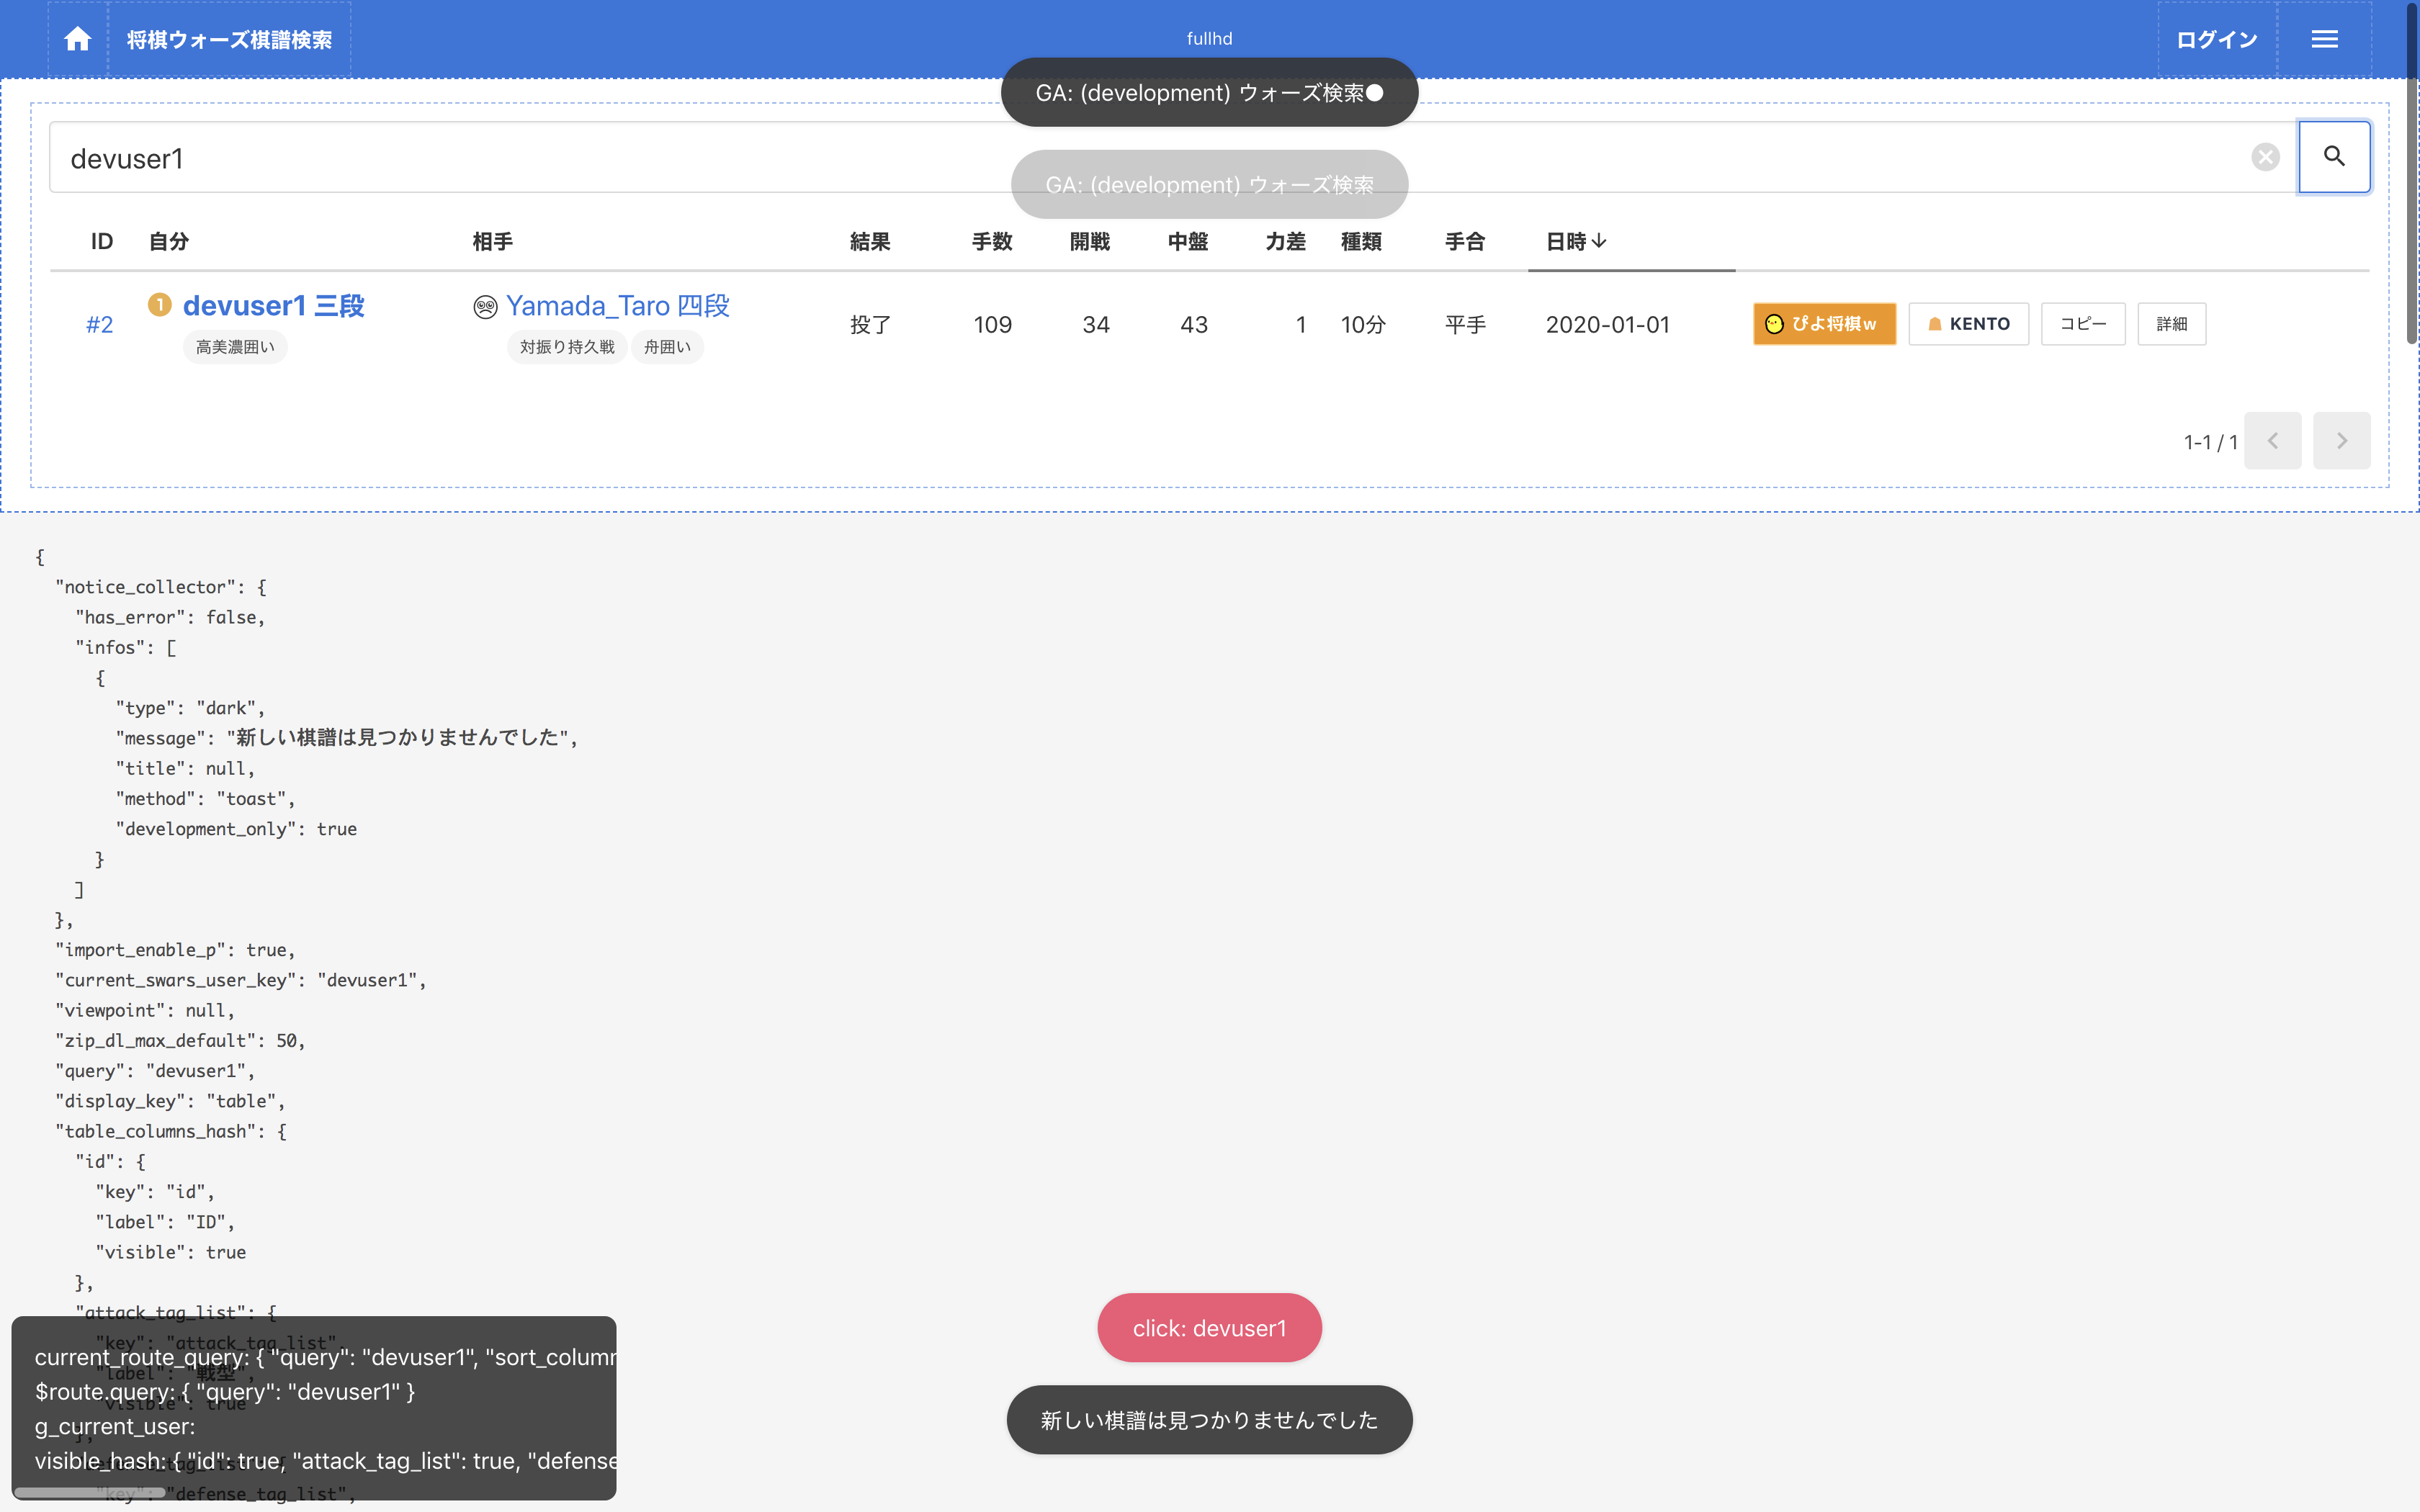 将棋ウォーズ棋譜検索
fullhd
ログイン
GA: (development) ウォーズ検索●
devuser1
GA: (development) ウォーズ検索
ID 自分 相手 結果 手数 開戦 中盤 力差 種類 手合 日時
#2 1 devuser1 三段 Yamada_Taro 四段 投了 109 34 43 1 10分 平手 2020-01-01 ぴよ将棋w KENTO コピー 詳細
高美濃囲い 対振り持久戦 舟囲い
1-1 / 1
{
"notice_collector": {
"has_error": false,
"infos": [
{
"type": "dark",
"message": "新しい棋譜は見つかりませんでした",
"title": null,
"method": "toast",
"development_only": true
}
]
},
"import_enable_p": true,
"current_swars_user_key": "devuser1",
"viewpoint": null,
"zip_dl_max_default": 50,
"query": "devuser1",
"display_key": "table",
"table_columns_hash": {
"id": {
"key": "id",
"label": "ID",
"visible": true
},
"attack_tag_list": {
"key": "attack_tag_list",
"label": "戦型",
"visible": true
},
"key": "defense_tag_list",
current_route_query: { "query": "devuser1", "sort_column
$route.query: { "query": "devuser1" }
g_current_user:
visible_hash: { "id": true, "attack_tag_list": true, "defense
click: devuser1
新しい棋譜は見つかりませんでした